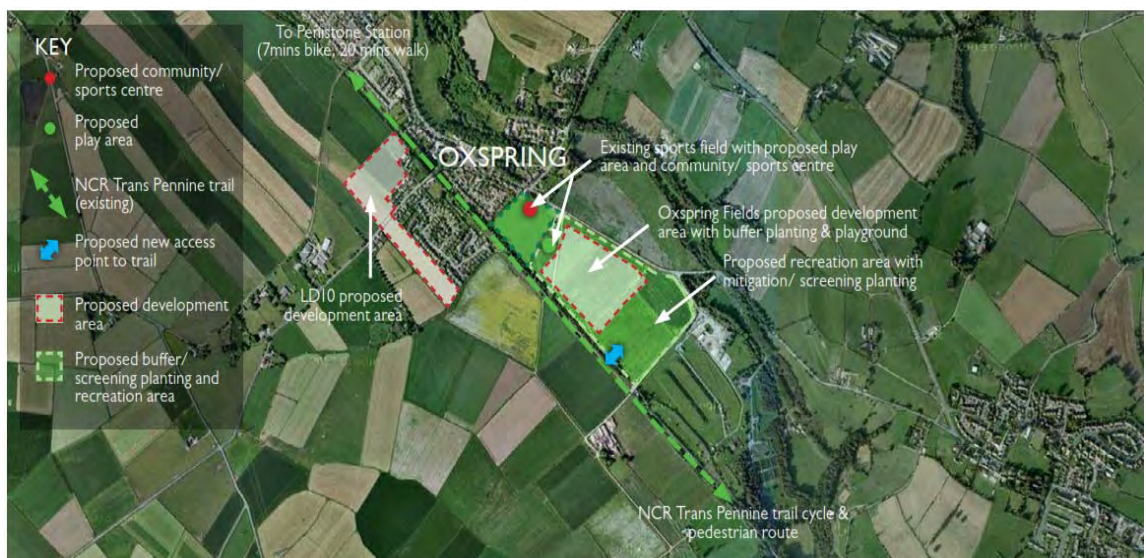 KEY
Proposed community/
sports centre
Proposed
play area
NCR Trans Pennine trail
(existing)
Proposed new access
point to trail
Proposed development
area
Proposed buffer/
screening planting and
recreation area
To Penistone Station
(7mins bike, 20 mins walk)
OXSPRING
Existing sports field with proposed play
area and community/ sports centre
Oxspring Fields proposed development
area with buffer planting & playground
Proposed recreation area with
mitigation/ screening planting
LD10 proposed
development area
NCR Trans Pennine trail cycle &
pedestrian route